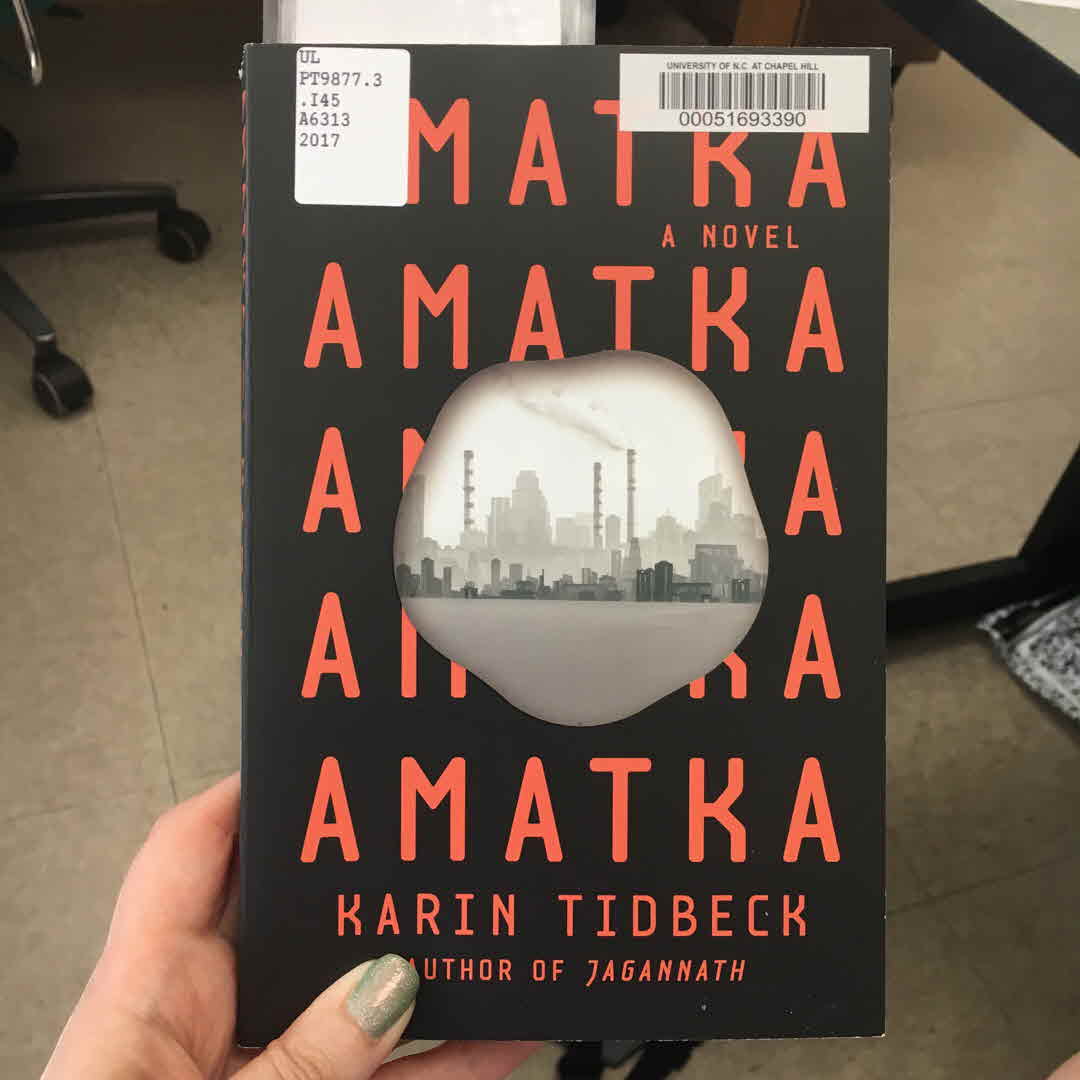 UL
PT9877.3
.I45
A6313
2017
UNIVERSITY OF N.C. AT CHAPEL HILL
00051693390
MATKA
A NOVEL
AMATKA
A A
A KA
AMATKA
KARIN TIDBECK
AUTHOR OF JAGANNATH